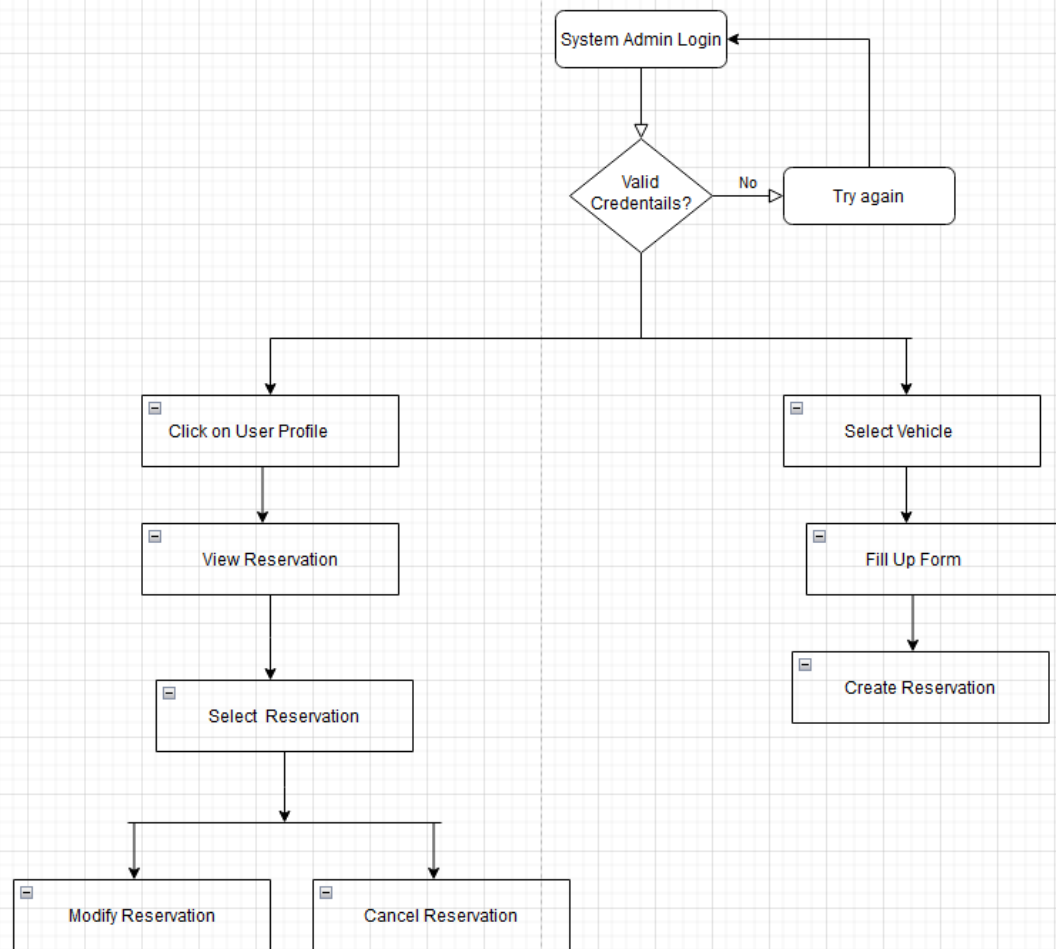 System Admin Login
Valid
Credentails?
No
Try again
Click on User Profile
Select Vehicle
View Reservation
Fill Up Form
Create Reservation
Select Reservation
Modify Reservation
Cancel Reservation